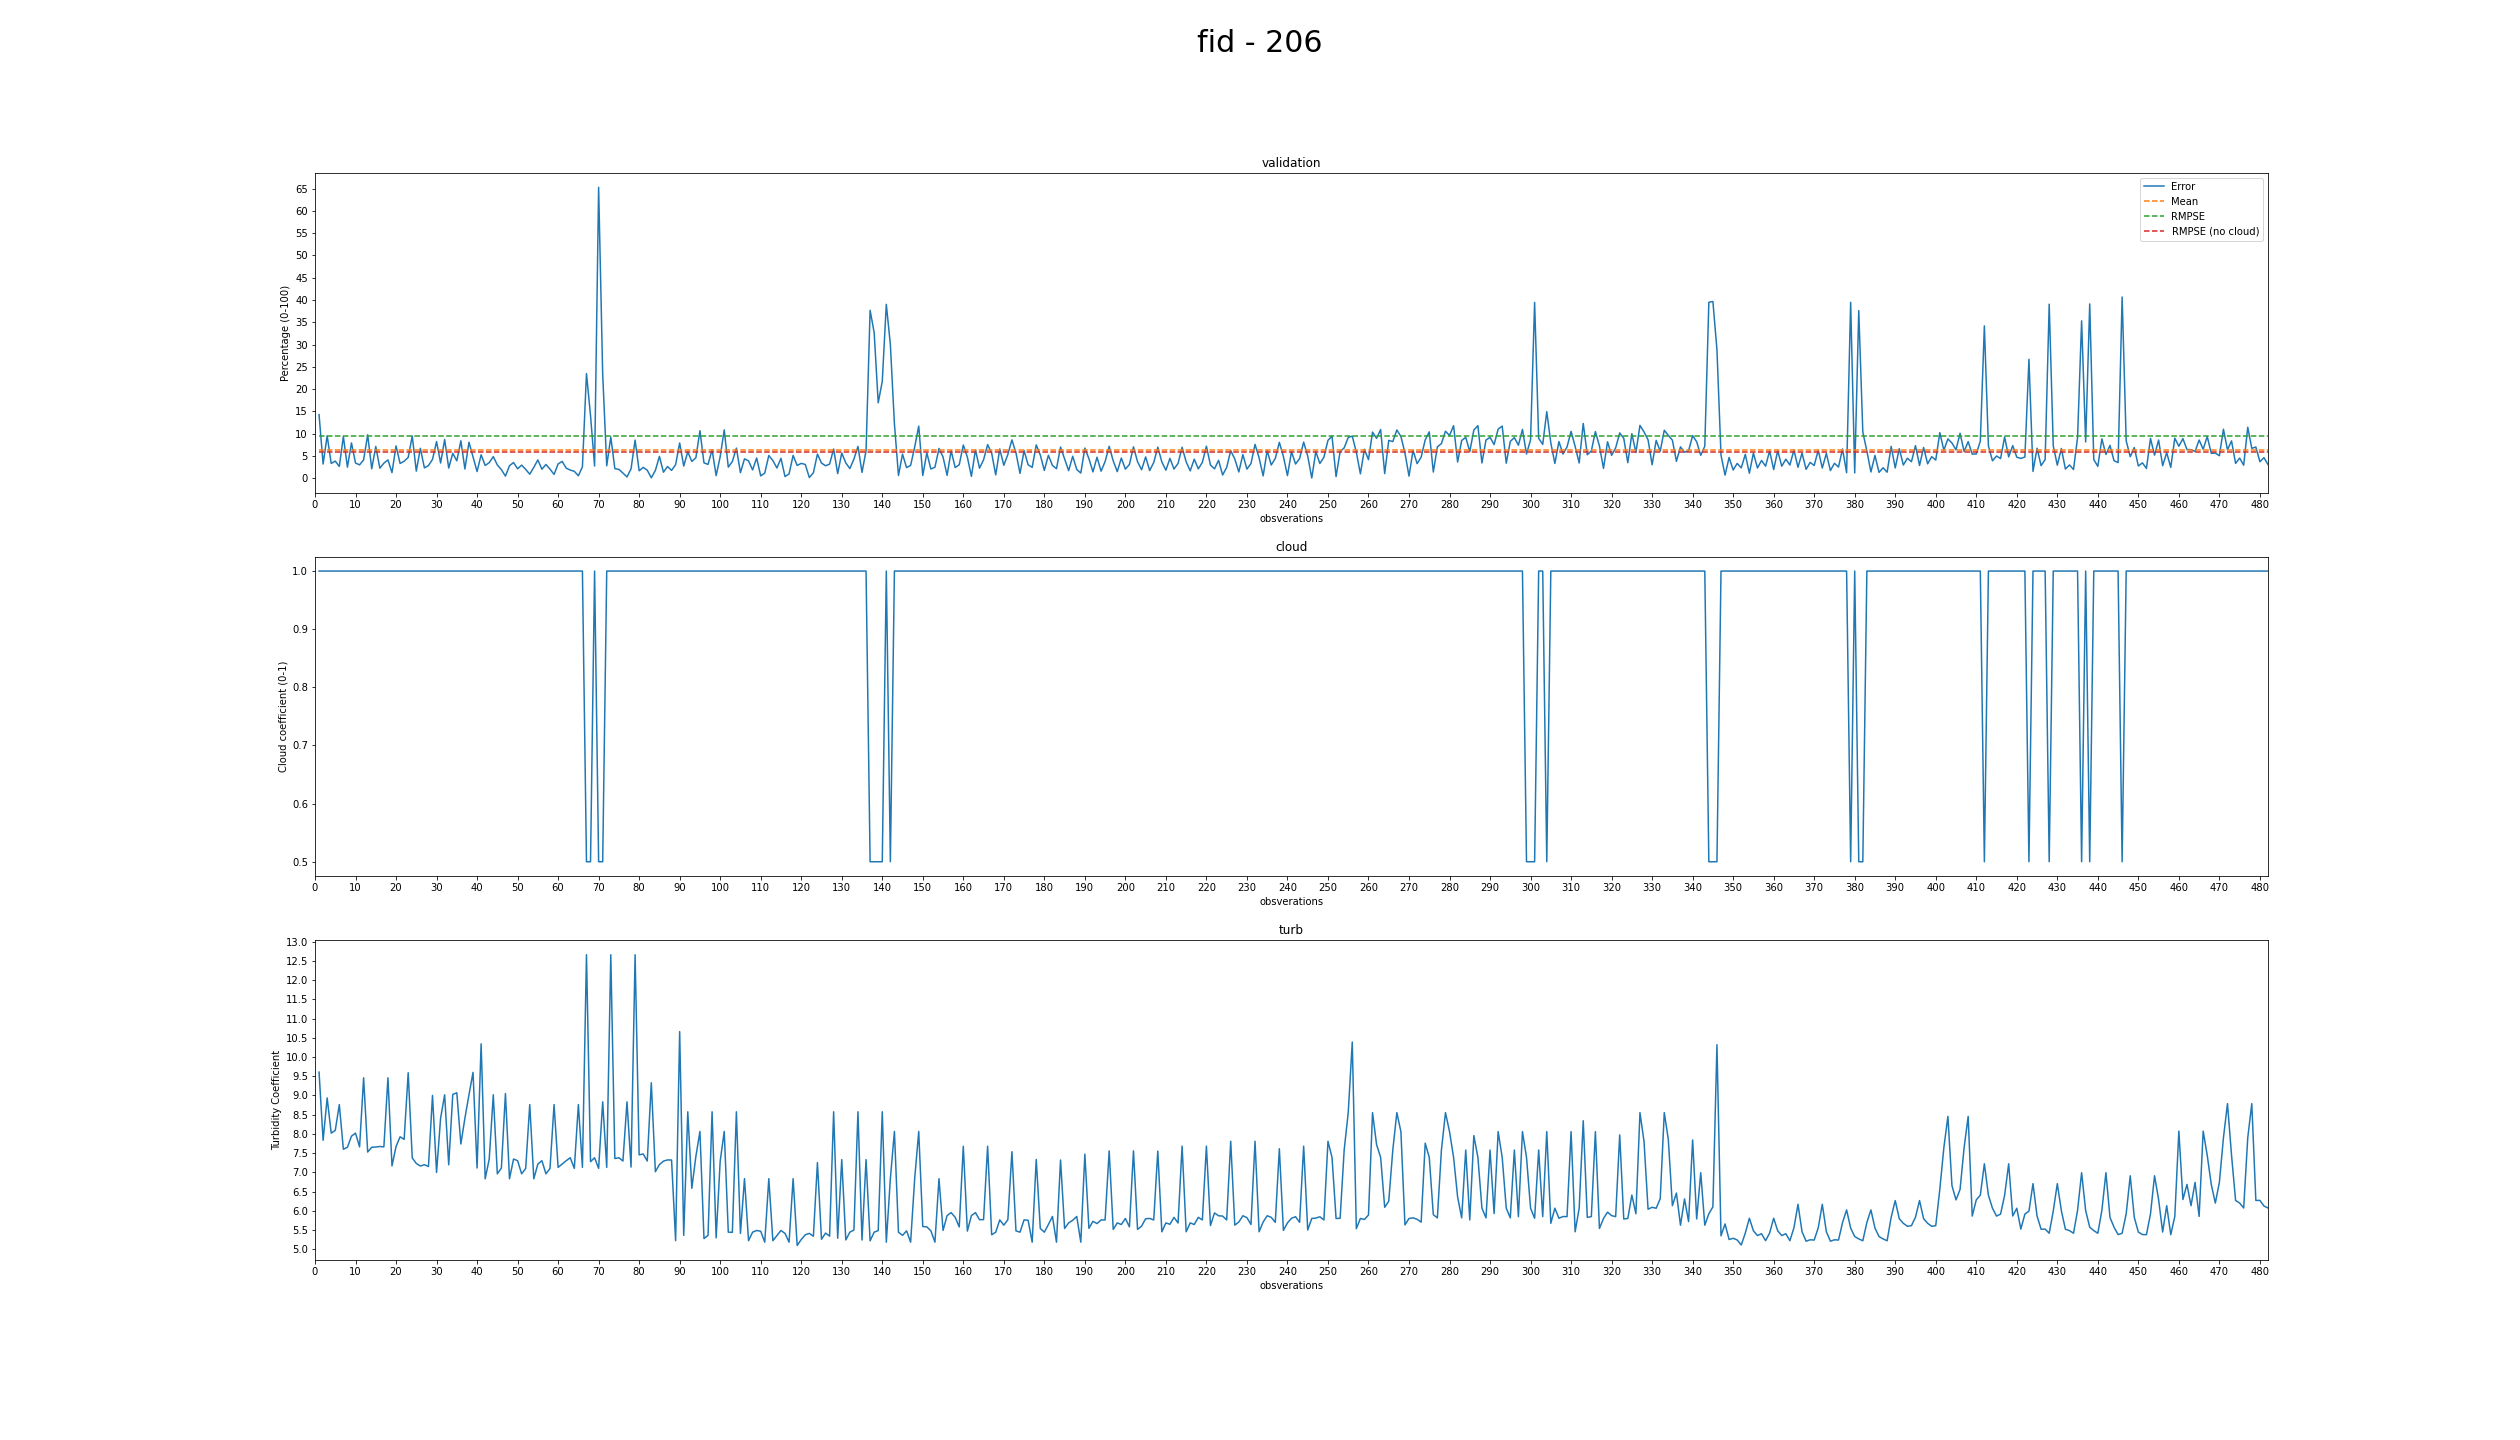 fid - 206
validation
Percentage (0-100)
65
60
55
50
45
40
35
30
25
20
15
10
5
0
Error
Mean
RMPSE
RMPSE (no cloud)
0 10 20 30 40 50 60 70 80 90 100 110 120 130 140 150 160 170 180 190 200 210 220 230 240 250 260 270 280 290 300 310 320 330 340 350 360 370 380 390 400 410 420 430 440 450 460 470 480
obsverations
cloud
Cloud coefficient (0-1)
1.0
0.9
0.8
0.7
0.6
0.5
0 10 20 30 40 50 60 70 80 90 100 110 120 130 140 150 160 170 180 190 200 210 220 230 240 250 260 270 280 290 300 310 320 330 340 350 360 370 380 390 400 410 420 430 440 450 460 470 480
obsverations
turb
Turbidity Coefficient
13.0
12.5
12.0
11.5
11.0
10.5
10.0
9.5
9.0
8.5
8.0
7.5
7.0
6.5
6.0
5.5
5.0
0 10 20 30 40 50 60 70 80 90 100 110 120 130 140 150 160 170 180 190 200 210 220 230 240 250 260 270 280 290 300 310 320 330 340 350 360 370 380 390 400 410 420 430 440 450 460 470 480
obsverations